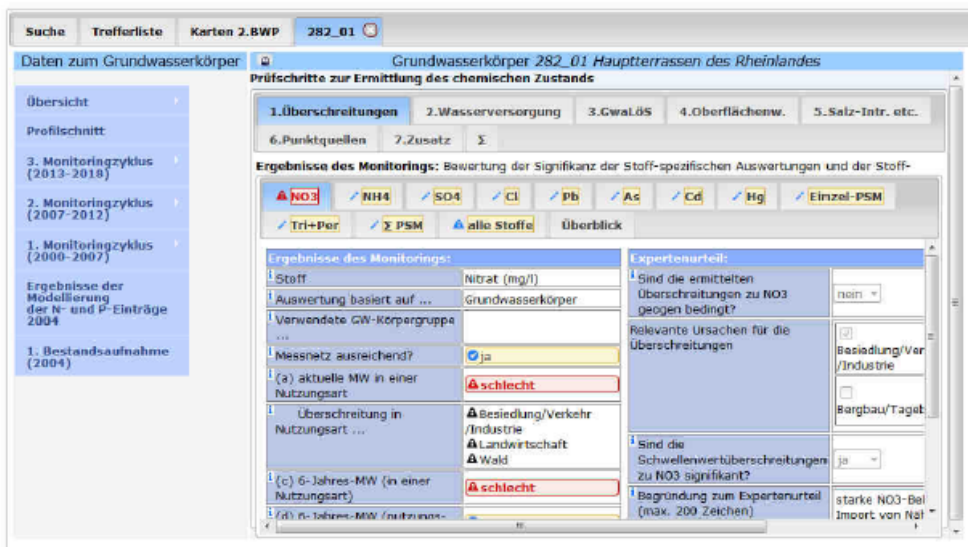 Suche Trefferliste Karten 2.BWP 282_01
Daten zum Grundwasserkörper
Übersicht
Profilschnitt
3. Monitoringzyklus
(2013-2018)
2. Monitoringzyklus
(2007-2012)
1. Monitoringzyklus
(2000-2007)
Ergebnisse der
Modellierung
der N- und P-Einträge
2004
1. Bestandsaufnahme
(2004)
Grundwasserkörper 282_01 Hauptterrassen des Rheinlandes
Prüfschritte zur Ermittlung des chemischen Zustands
1.Überschreitungen 2.Wasserversorgung 3.GwaLöS 4.Oberflächenw. 5.Salz-Intr. etc.
6.Punktquellen 7.Zusatz Σ
Ergebnisse des Monitorings: Bewertung der Signifikanz der Stoff-spezifischen Auswertungen und der Stoff-
NO3 NH4 SO4 Cl Pb As Cd Hg Einzel-PSM
Tri+Per Σ PSM alle Stoffe Überblick
Ergebnisse des Monitorings:
Stoff Nitrat (mg/l)
Auswertung basiert auf ... Grundwasserkörper
Verwendete GW-Körpergruppe
...
Messnetz ausreichend? ja
(a) aktuelle MW in einer
Nutzungsart
schlecht
Überschreitung in
Nutzungsart ...
Besiedlung/Verkehr
/Industrie
Landwirtschaft
Wald
(c) 6-Jahres-MW (in einer
Nutzungsart)
schlecht
(d) 6-Jahres-MW (nutzungs-
Expertenurteil:
Sind die ermittelten
Überschreitungen zu NO3
geogen bedingt?
nein
Relevante Ursachen für die
Überschreitungen
Besiedlung/Ver
/Industrie
Bergbau/Tageb
Sind die
Schwellenwertüberschreitungen
zu NO3 signifikant?
ja
Begründung zum Expertenurteil
(max. 200 Zeichen)
starke NO3-Bel
Import von Näh